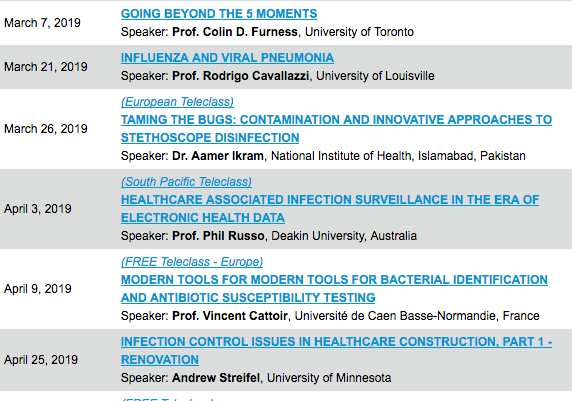 March 7, 2019
GOING BEYOND THE 5 MOMENTS
Speaker: Prof. Colin D. Furness, University of Toronto
March 21, 2019
INFLUENZA AND VIRAL PNEUMONIA
Speaker: Prof. Rodrigo Cavallazzi, University of Louisville
March 26, 2019
(European Teleclass)
TAMING THE BUGS: CONTAMINATION AND INNOVATIVE APPROACHES TO
STETHOSCOPE DISINFECTION
Speaker: Dr. Aamer Ikram, National Institute of Health, Islamabad, Pakistan
April 3, 2019
(South Pacific Teleclass)
HEALTHCARE ASSOCIATED INFECTION SURVEILLANCE IN THE ERA OF
ELECTRONIC HEALTH DATA
Speaker: Prof. Phil Russo, Deakin University, Australia
April 9, 2019
(FREE Teleclass - Europe)
MODERN TOOLS FOR MODERN TOOLS FOR BACTERIAL IDENTIFICATION
AND ANTIBIOTIC SUSCEPTIBILITY TESTING
Speaker: Prof. Vincent Cattoir, Université de Caen Basse-Normandie, France
April 25, 2019
INFECTION CONTROL ISSUES IN HEALTHCARE CONSTRUCTION, PART 1 -
RENOVATION
Speaker: Andrew Streifel, University of Minnesota